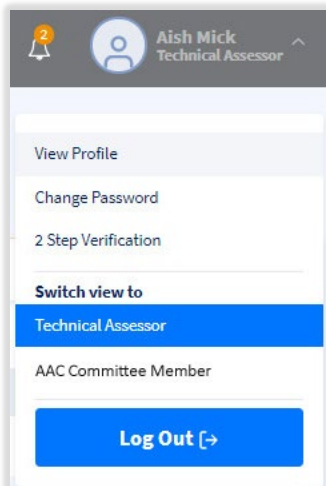 2
Aish Mick
Technical Assessor
View Profile
Change Password
2 Step Verification
Switch view to
Technical Assessor
AAC Committee Member
Log Out